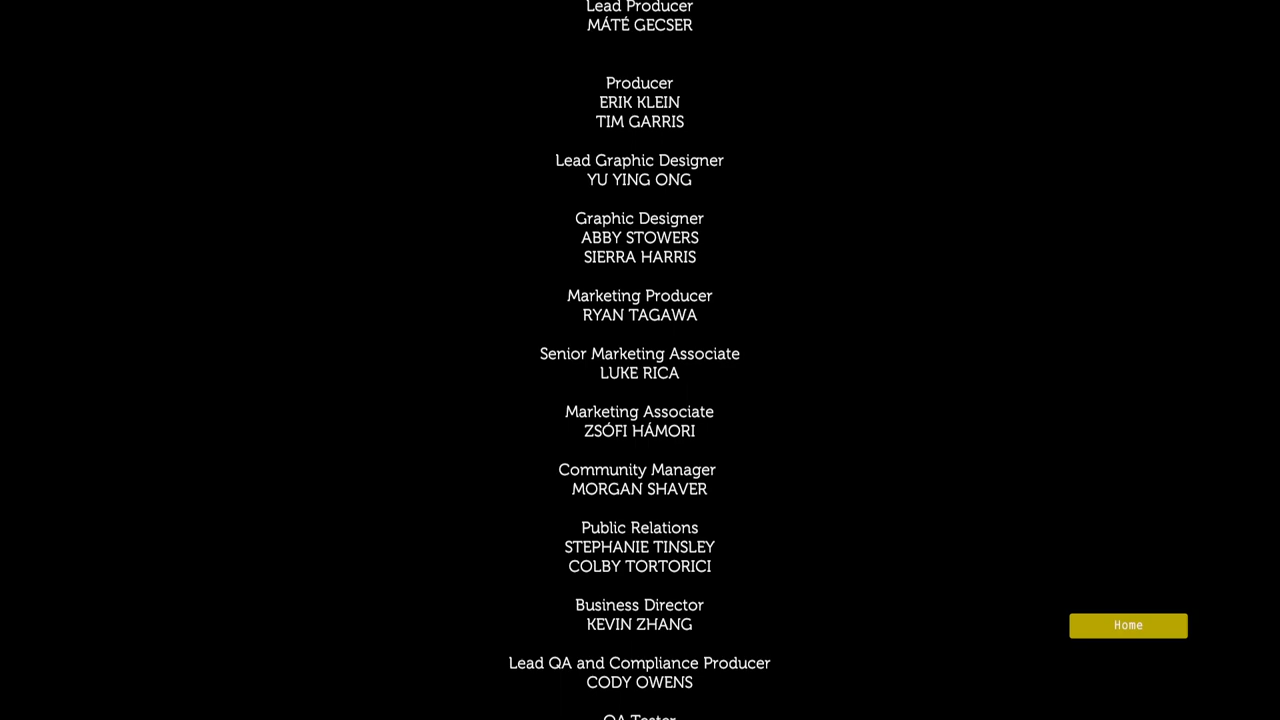 Lead Producer
MÁTÉ GECSER
Producer
ERIK KLEIN
TIM GARRIS
Lead Graphic Designer
YU YING ONG
Graphic Designer
ABBY STOWERS
SIERRA HARRIS
Marketing Producer
RYAN TAGAWA
Senior Marketing Associate
LUKE RICA
Marketing Associate
ZSÓFI HÁMORI
Community Manager
MORGAN SHAVER
Public Relations
STEPHANIE TINSLEY
COLBY TORTORICI
Business Director
KEVIN ZHANG
Home
Lead QA and Compliance Producer
CODY OWENS
QA Tester